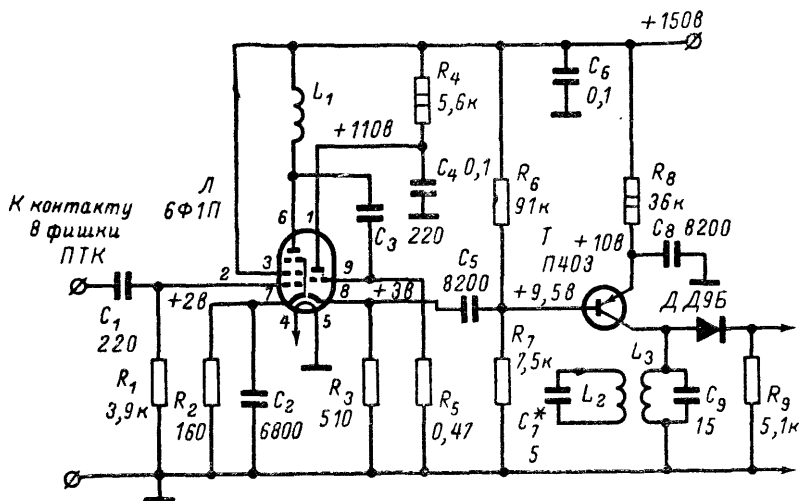 +150в
L1
R4
5,6к
C6
0,1
+110в
Л
6Ф1П
К контакту
8 фишки
ПТК
6
1
C4 0,1
C3
220
R6
91к
R8
36к
Т
П403
+10в
C8 8200
3
2
9
7
8
4
5
+2в
+3в
C5
8200
+9,5в
Д Д9Б
C1
220
R1
3,9к
R2
160
C2
6800
R3
510
R5
0,47
R7
7,5к
C7*
5
L2
L3
C9
15
R9
5,1к